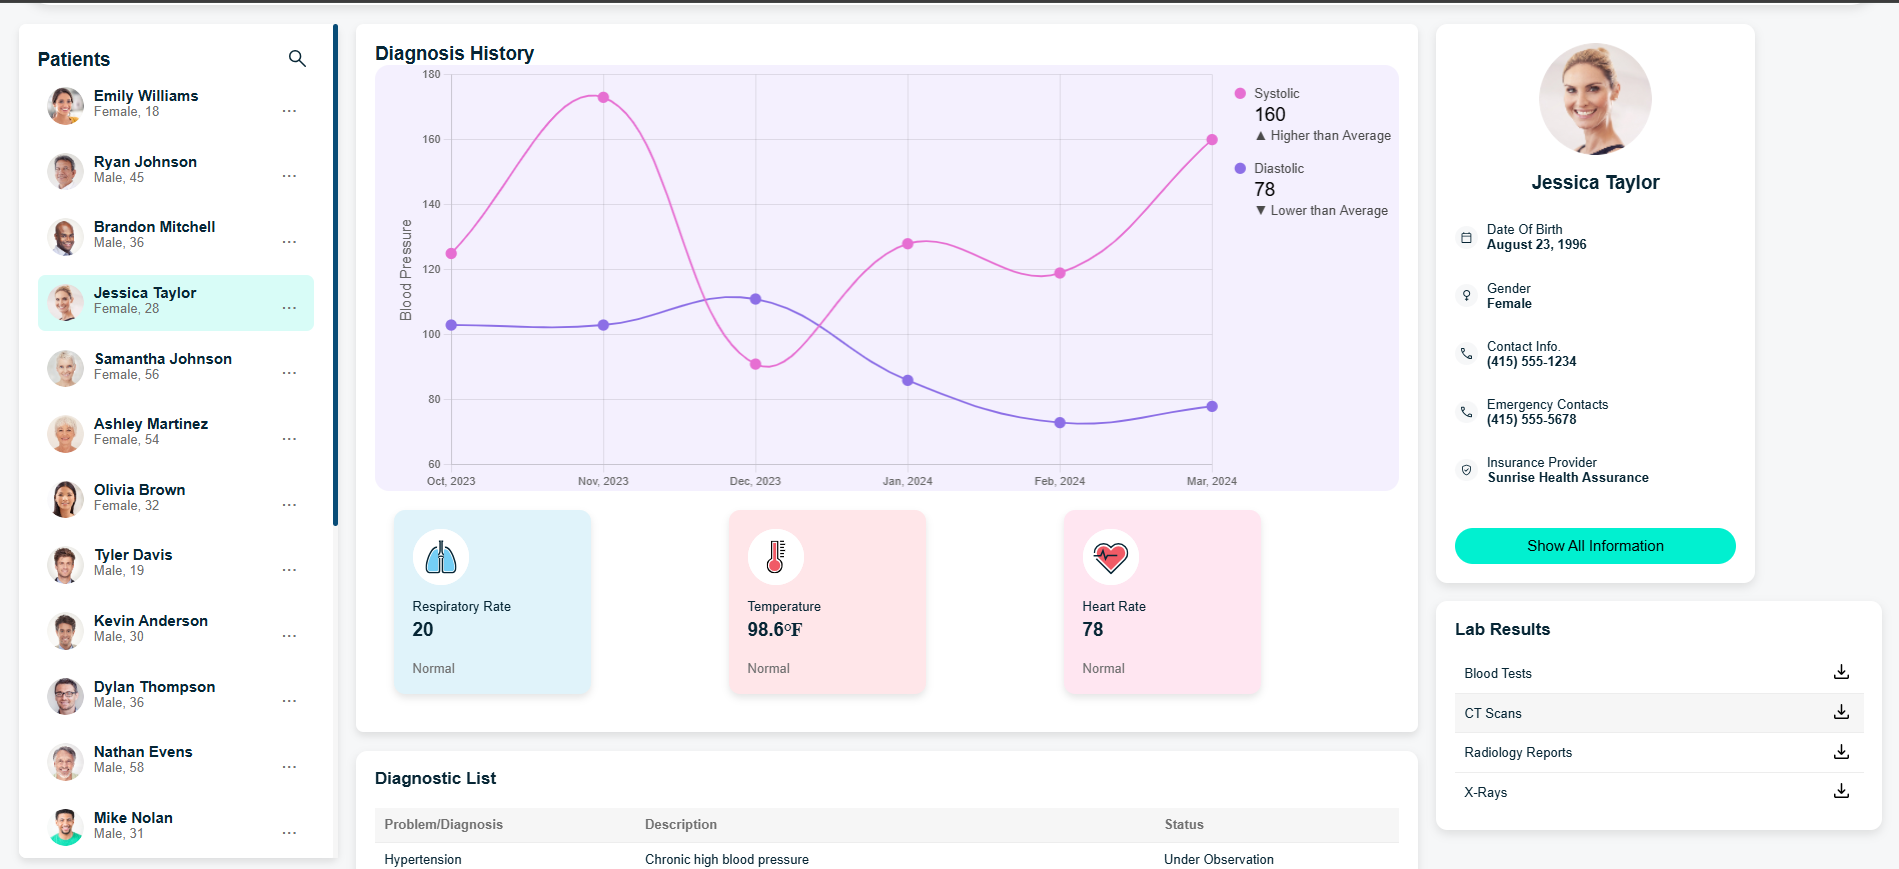 Patients
Emily Williams
Female, 18
...
Ryan Johnson
Male, 45
...
Brandon Mitchell
Male, 36
...
Jessica Taylor
Female, 28
...
Samantha Johnson
Female, 56
...
Ashley Martinez
Female, 54
...
Olivia Brown
Female, 32
...
Tyler Davis
Male, 19
...
Kevin Anderson
Male, 30
...
Dylan Thompson
Male, 36
...
Nathan Evens
Male, 58
...
Mike Nolan
Male, 31
...
Diagnosis History
Blood Pressure
180
160
140
120
100
80
60
Oct, 2023
Nov, 2023
Dec, 2023
Jan, 2024
Feb, 2024
Mar, 2024
Systolic
160
▲ Higher than Average
Diastolic
78
▼ Lower than Average
Respiratory Rate
20
Normal
Temperature
98.6°F
Normal
Heart Rate
78
Normal
Diagnostic List
Problem/Diagnosis Description Status
Hypertension Chronic high blood pressure Under Observation
Jessica Taylor
Date Of Birth
August 23, 1996
Gender
Female
Contact Info.
(415) 555-1234
Emergency Contacts
(415) 555-5678
Insurance Provider
Sunrise Health Assurance
Show All Information
Lab Results
Blood Tests
CT Scans
Radiology Reports
X-Rays